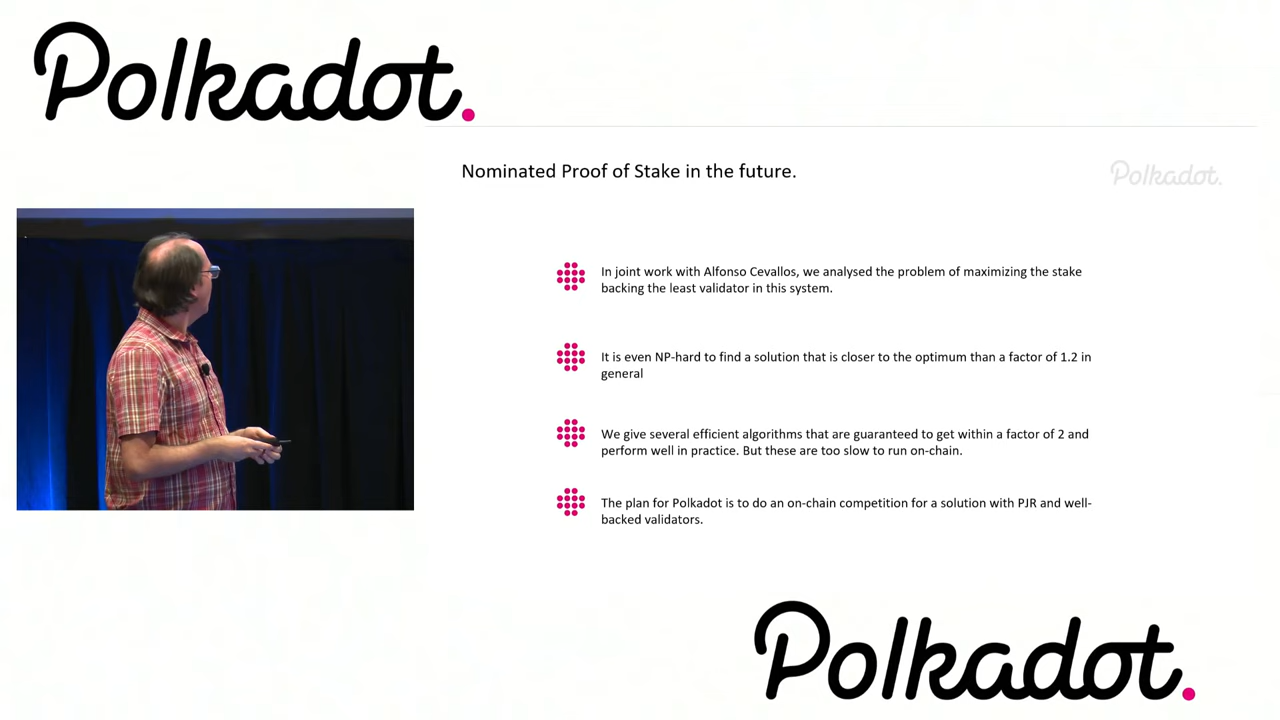 Polkadot.
Nominated Proof of Stake in the future.
Polkadot.
In joint work with Alfonso Cevallos, we analysed the problem of maximizing the stake
backing the least validator in this system.
It is even NP-hard to find a solution that is closer to the optimum than a factor of 1.2 in
general
We give several efficient algorithms that are guaranteed to get within a factor of 2 and
perform well in practice. But these are too slow to run on-chain.
The plan for Polkadot is to do an on-chain competition for a solution with PJR and well-
backed validators.
Polkadot.